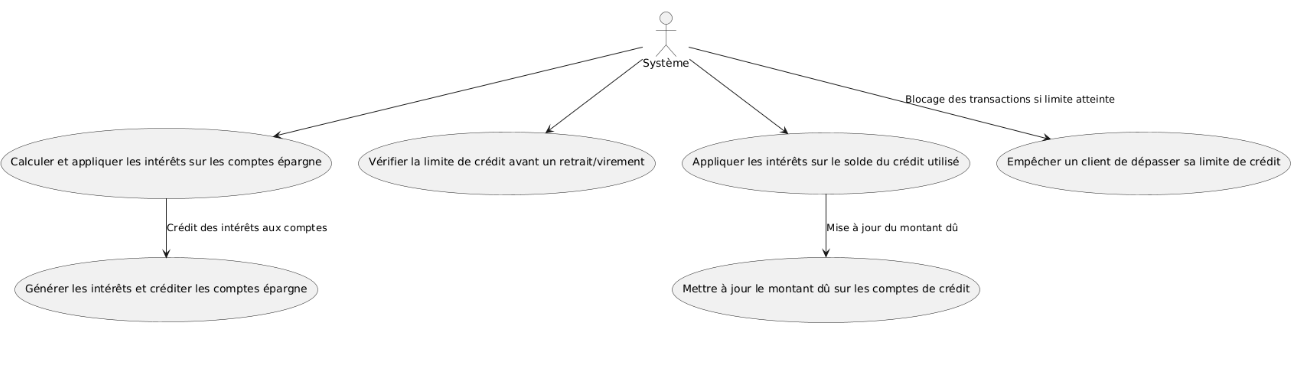 Système
Blocage des transactions si limite atteinte
Calculer et appliquer les intérêts sur les comptes épargne
Vérifier la limite de crédit avant un retrait/virement
Appliquer les intérêts sur le solde du crédit utilisé
Empêcher un client de dépasser sa limite de crédit
Crédit des intérêts aux comptes
Mise à jour du montant dû
Générer les intérêts et créditer les comptes épargne
Mettre à jour le montant dû sur les comptes de crédit